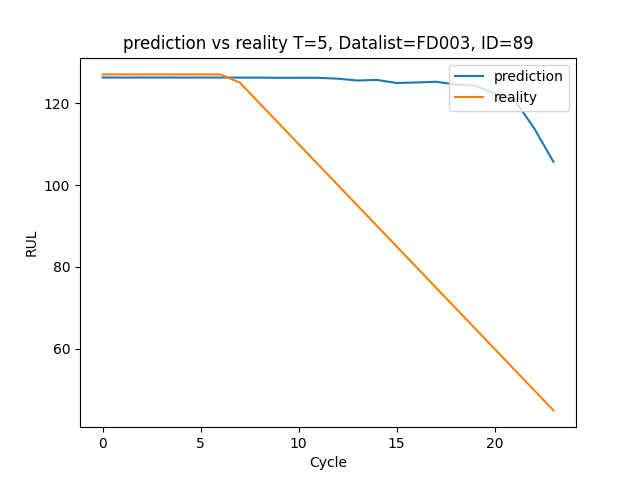 prediction vs reality T=5, Datalist=FD003, ID=89
prediction
reality
120
100
80
60
RUL
0 5 10 15 20
Cycle